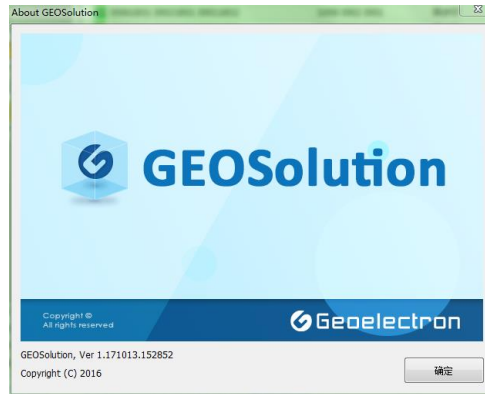 About GEOSolution
GEOSolution
Copyright ©
All rights reserved
Geoelectron
GEOSolution, Ver 1.171013.152852
Copyright (C) 2016
确定